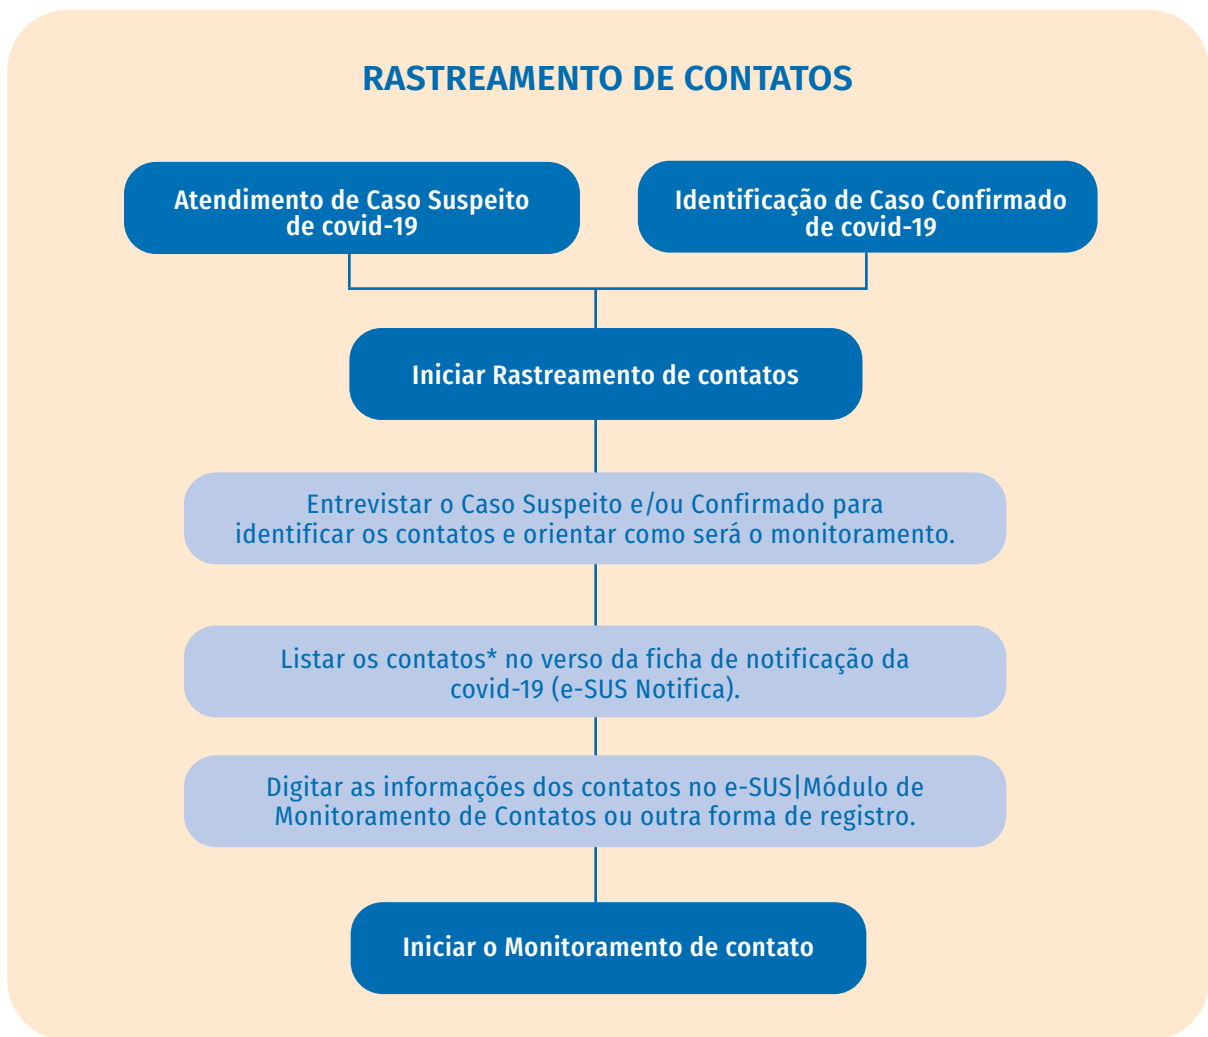 RASTREAMENTO DE CONTATOS
Atendimento de Caso Suspeito
de covid-19
Identificação de Caso Confirmado
de covid-19
Iniciar Rastreamento de contatos
Entrevistar o Caso Suspeito e/ou Confirmado para
identificar os contatos e orientar como será o monitoramento.
Listar os contatos* no verso da ficha de notificação da
covid-19 (e-SUS Notifica).
Digitar as informações dos contatos no e-SUS|Módulo de
Monitoramento de Contatos ou outra forma de registro.
Iniciar o Monitoramento de contato